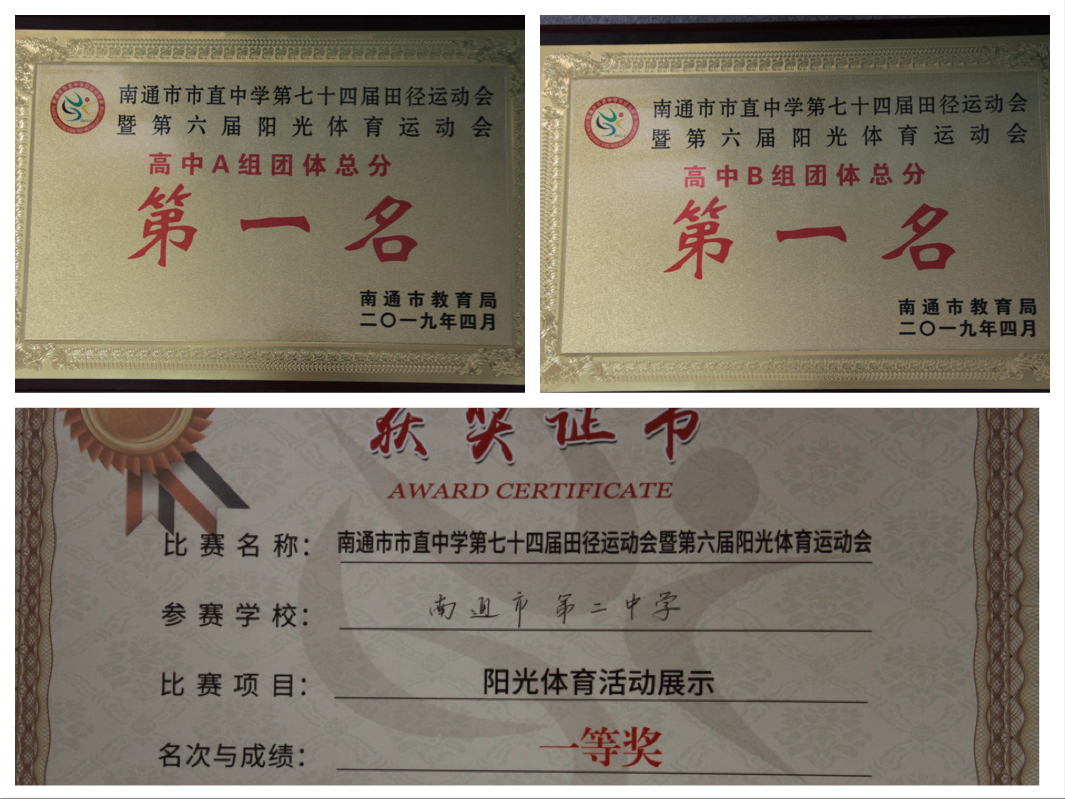 南通市市直中学第七十四届田径运动会
暨第六届阳光体育运动会
高中A组团体总分
第一名
南通市教育局
二〇一九年四月
南通市市直中学第七十四届田径运动会
暨第六届阳光体育运动会
高中B组团体总分
第一名
南通市教育局
二〇一九年四月
获奖证书
AWARD CERTIFICATE
比赛名称：南通市市直中学第七十四届田径运动会暨第六届阳光体育运动会
参赛学校：南通市第二中学
比赛项目：阳光体育活动展示
名次与成绩：一等奖